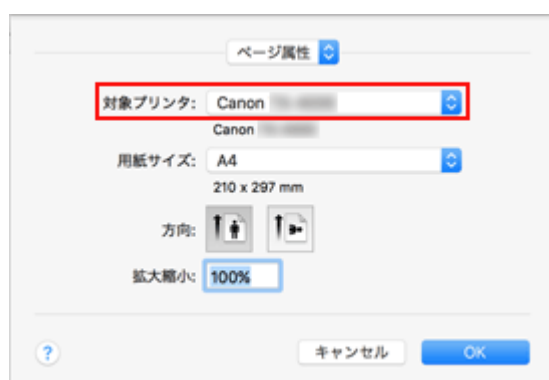 ページ属性
対象プリンタ: Canon
Canon
用紙サイズ: A4
210 x 297 mm
方向:
拡大縮小: 100%
? キャンセル OK